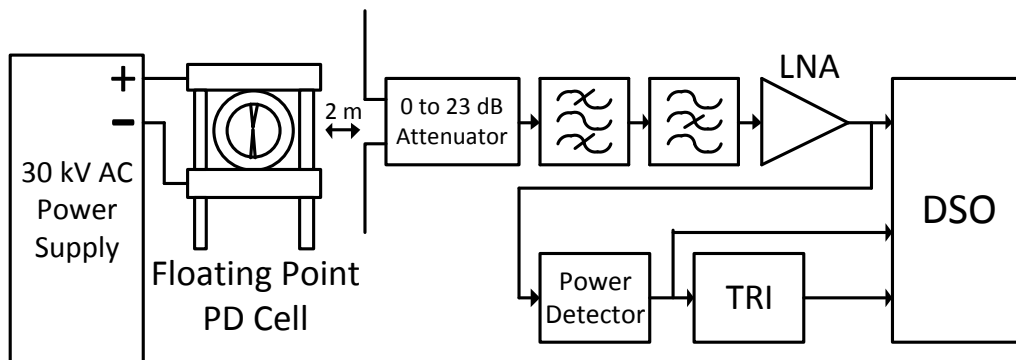 +
−
30 kV AC
Power
Supply
Floating Point
PD Cell
2 m
0 to 23 dB
Attenuator
LNA
Power
Detector
TRI
DSO